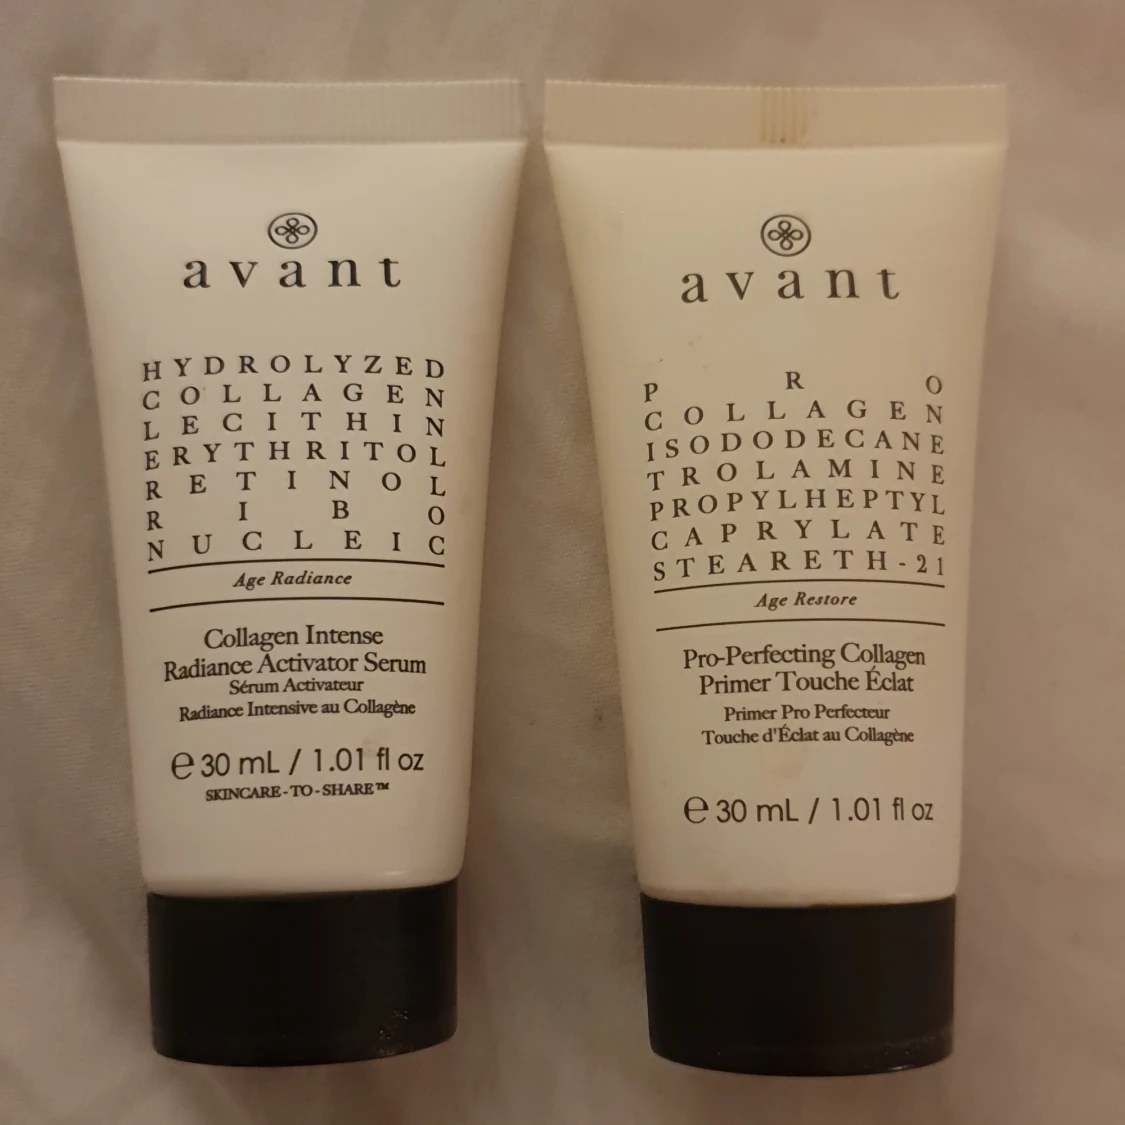 avant
HYDROLYZED
COLLAGEN
LECITHIN
ERYTHRITOL
RETINOL
RIBO
NUCLEIC
Age Radiance
Collagen Intense
Radiance Activator Serum
Sérum Activateur
Radiance Intensive au Collagène
e 30 mL / 1.01 fl oz
SKINCARE-TO-SHARE™
avant
PRO
COLLAGEN
ISODODECANE
TROLAMINE
PROPYLHEPTYL
CAPRYLATE
STEARETH-21
Age Restore
Pro-Perfecting Collagen
Primer Touche Éclat
Primer Pro Perfecteur
Touche d'Éclat au Collagène
e 30 mL / 1.01 fl oz